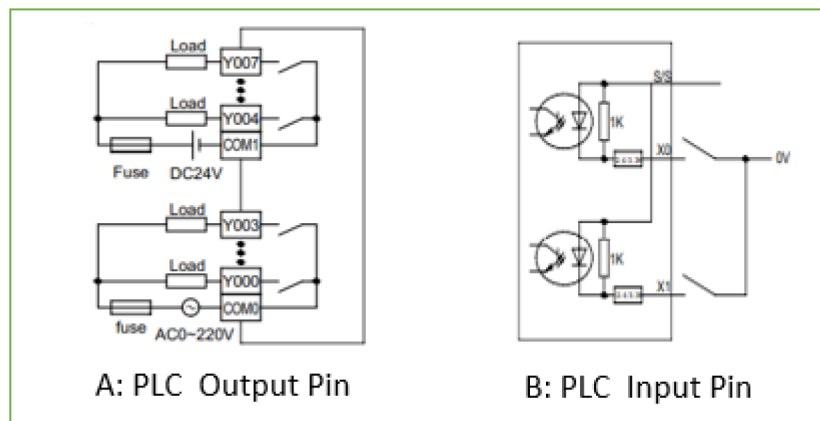 Load
Y007
Load
Y004
COM1
Fuse
DC24V
Load
Y003
Load
Y000
COM0
fuse
AC0~220V
A: PLC Output Pin
S/S
1K
X0
0V
1K
X1
B: PLC Input Pin